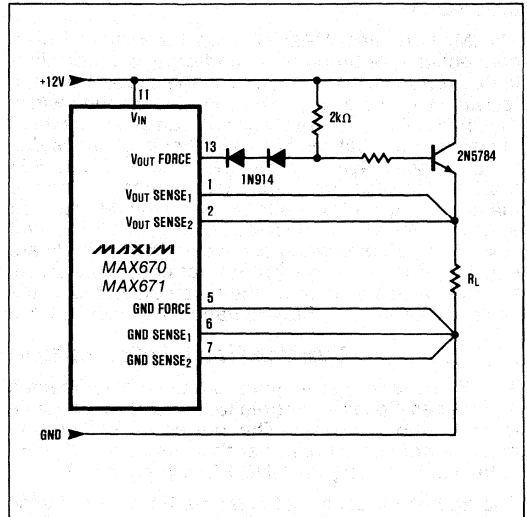 +12V
11
VIN
2kΩ
13
VOUT FORCE
1N914
2N5784
1
VOUT SENSE1
2
VOUT SENSE2
MAXIM
MAX670
MAX671
RL
5
GND FORCE
6
GND SENSE1
7
GND SENSE2
GND